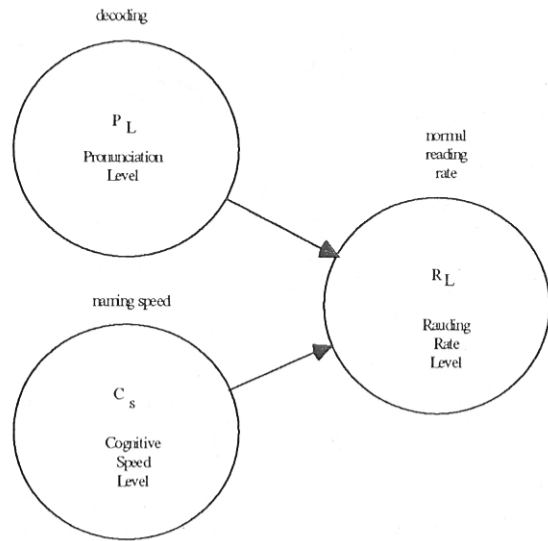 decoding
P L
Pronunciation
Level
normal
reading
rate
R L
Rauding
Rate
Level
naming speed
C s
Cognitive
Speed
Level